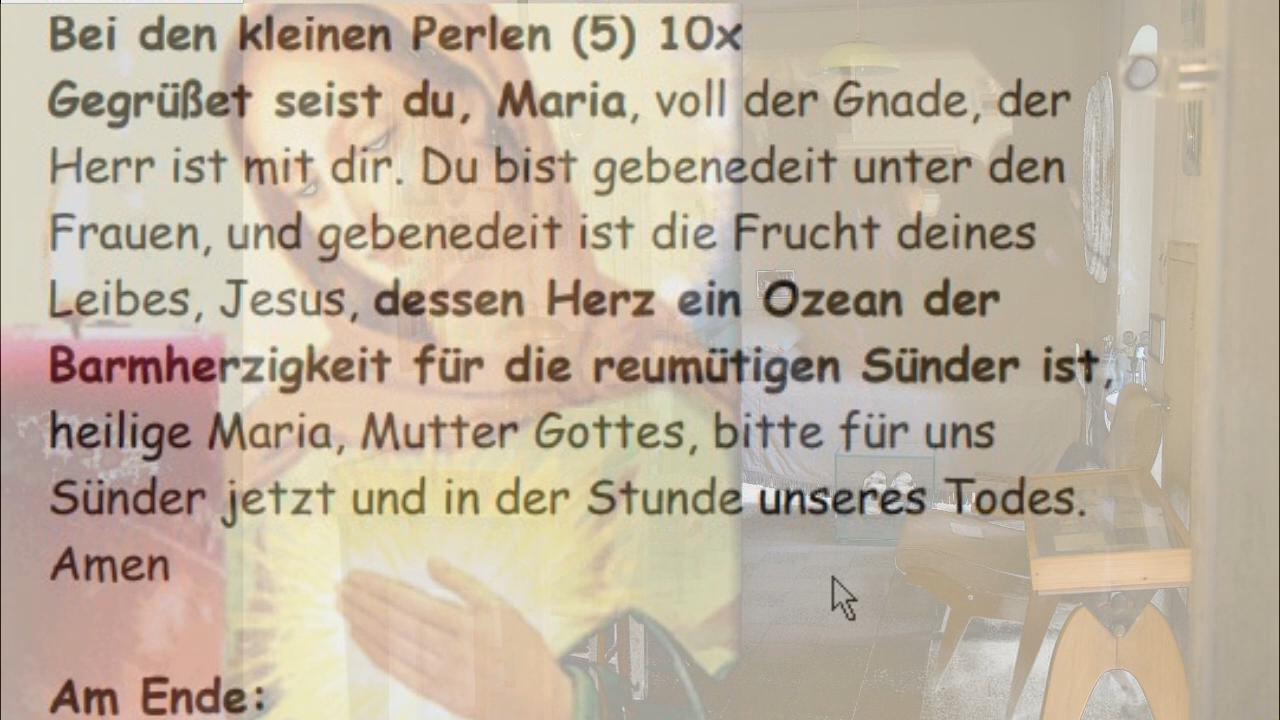 Bei den kleinen Perlen (5) 10x
Gegrüßet seist du, Maria, voll der Gnade, der
Herr ist mit dir. Du bist gebenedeit unter den
Frauen, und gebenedeit ist die Frucht deines
Leibes, Jesus, dessen Herz ein Ozean der
Barmherzigkeit für die reumütigen Sünder ist,
heilige Maria, Mutter Gottes, bitte für uns
Sünder jetzt und in der Stunde unseres Todes.
Amen
Am Ende: